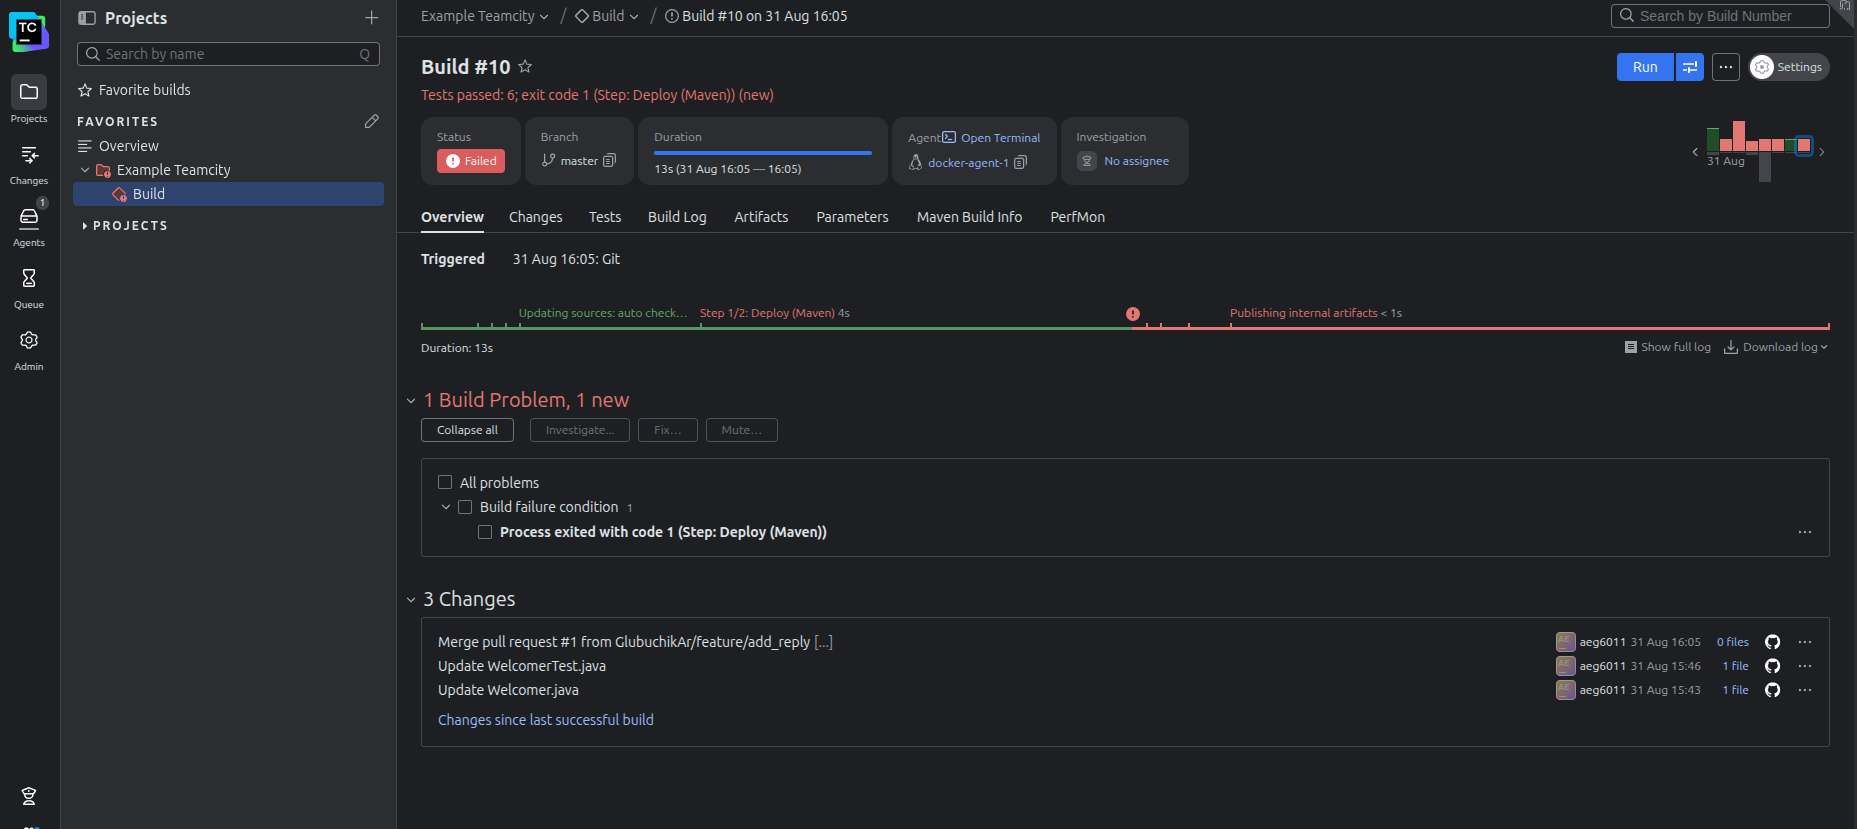 TC
Projects
Changes
1
Agents
Queue
Admin
Projects
Search by name
Q
Favorite builds
FAVORITES
Overview
Example Teamcity
Build
PROJECTS
Example Teamcity / Build / Build #10 on 31 Aug 16:05
Search by Build Number
Build #10
Run
...
Settings
Tests passed: 6; exit code 1 (Step: Deploy (Maven)) (new)
Status
Failed
Branch
master
Duration
13s (31 Aug 16:05 — 16:05)
Agent Open Terminal
docker-agent-1
Investigation
No assignee
31 Aug
Overview Changes Tests Build Log Artifacts Parameters Maven Build Info PerfMon
Triggered 31 Aug 16:05: Git
Updating sources: auto check... Step 1/2: Deploy (Maven) 4s Publishing internal artifacts < 1s
Duration: 13s
Show full log Download log
1 Build Problem, 1 new
Collapse all Investigate... Fix... Mute...
All problems
Build failure condition 1
Process exited with code 1 (Step: Deploy (Maven)) ...
3 Changes
Merge pull request #1 from GlubuchikAr/feature/add_reply [...] AE aeg6011 31 Aug 16:05 0 files ...
Update WelcomerTest.java AE aeg6011 31 Aug 15:46 1 file ...
Update Welcomer.java AE aeg6011 31 Aug 15:43 1 file ...
Changes since last successful build